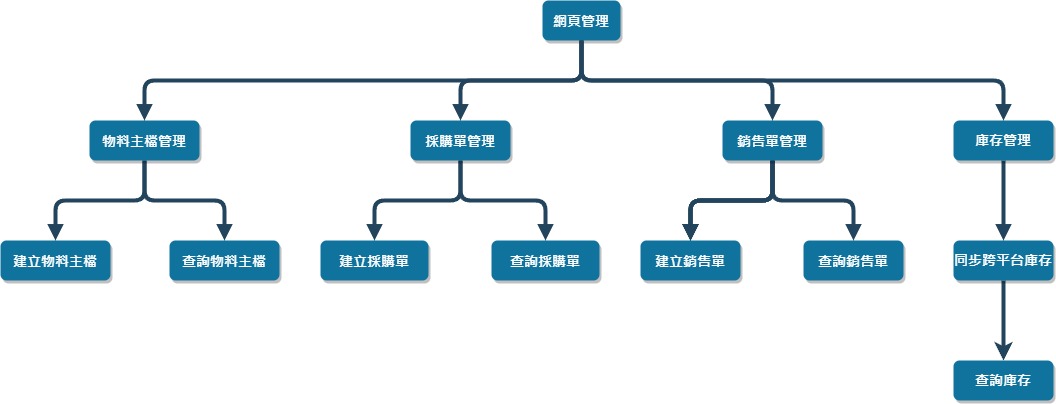 網頁管理
物料主檔管理
採購單管理
銷售單管理
庫存管理
建立物料主檔
查詢物料主檔
建立採購單
查詢採購單
建立銷售單
查詢銷售單
同步跨平台庫存
查詢庫存